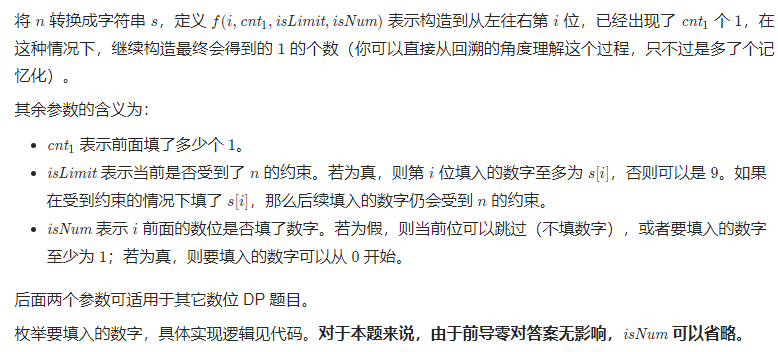 将 n 转换成字符串 s，定义 f(i, cnt₁, isLimit, isNum) 表示构造到从左往右第 i 位，已经出现了 cnt₁ 个 1，在
这种情况下，继续构造最终会得到的 1 的个数（你可以直接从回溯的角度理解这个过程，只不过是多了个记
忆化）。
其余参数的含义为：
• cnt₁ 表示前面填了多少个 1。
• isLimit 表示当前是否受到了 n 的约束。若为真，则第 i 位填入的数字至多为 s[i]，否则可以是 9。如果
在受到约束的情况下填了 s[i]，那么后续填入的数字仍会受到 n 的约束。
• isNum 表示 i 前面的数位是否填了数字。若为假，则当前位可以跳过（不填数字），或者要填入的数字
至少为 1；若为真，则要填入的数字可以从 0 开始。
后面两个参数可适用于其它数位 DP 题目。
枚举要填入的数字，具体实现逻辑见代码。对于本题来说，由于前导零对答案无影响，isNum 可以省略。